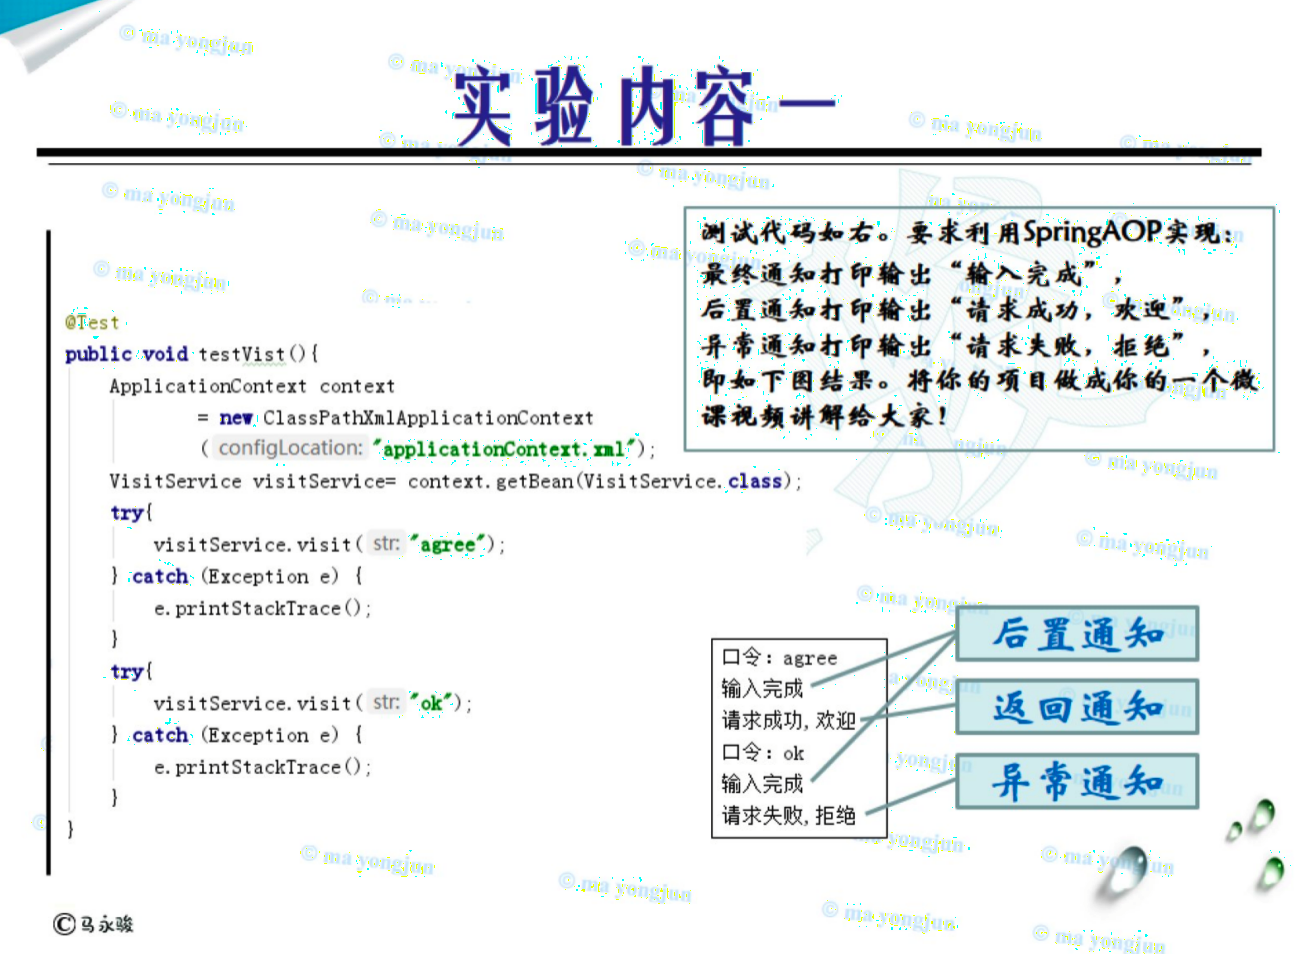 实验内容一
测试代码如右。要求利用SpringAOP实现：
最终通知打印输出“输入完成”，
后置通知打印输出“请求成功，欢迎”，
异常通知打印输出“请求失败，拒绝”，
即如下图结果。将你的项目做成你的一个微
课视频讲解给大家！
@Test
public void testVist(){
ApplicationContext context
= new ClassPathXmlApplicationContext
( configLocation: "applicationContext.xml");
VisitService visitService= context.getBean(VisitService.class);
try{
visitService.visit( str: "agree");
} catch (Exception e) {
e.printStackTrace();
}
try{
visitService.visit( str: "ok");
} catch (Exception e) {
e.printStackTrace();
}
}
口令：agree
输入完成
请求成功,欢迎
口令：ok
输入完成
请求失败,拒绝
后置通知
返回通知
异常通知
©马永骏
© ma yongjun